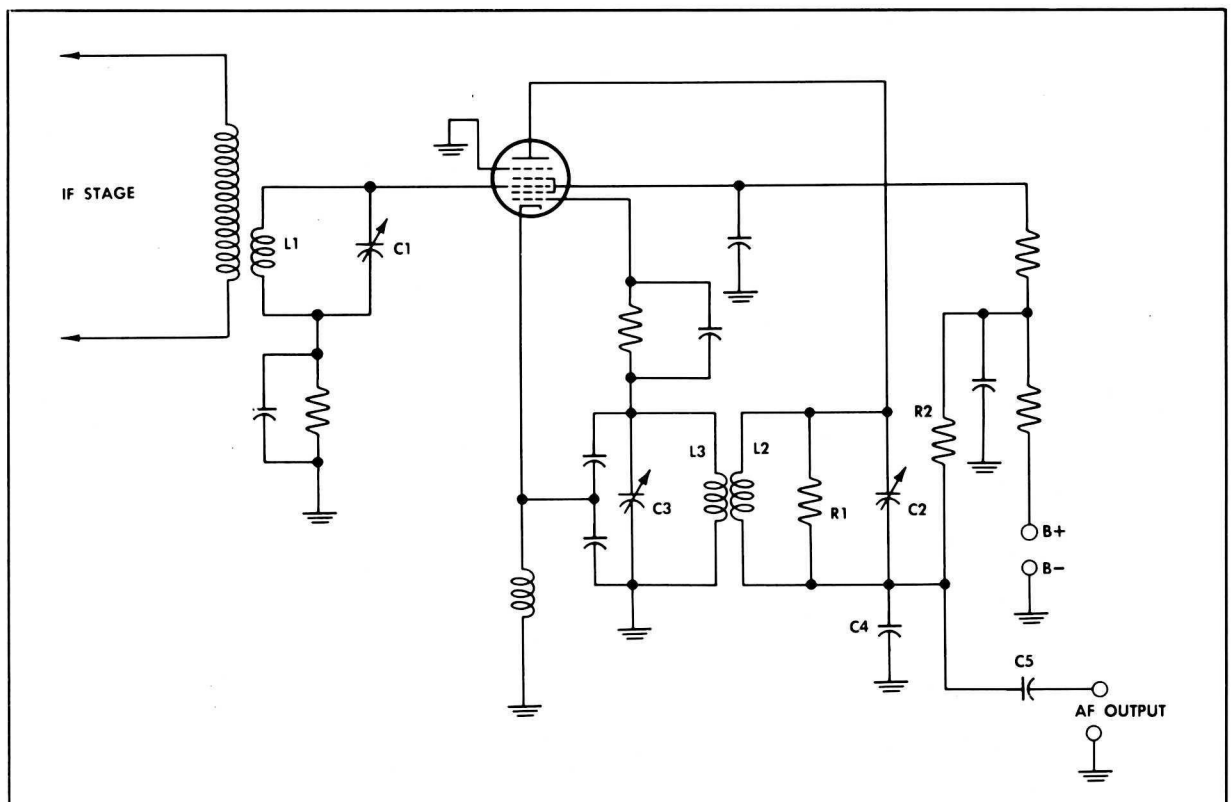 IF STAGE
L1
C1
R2
L3
L2
C3
R1
C2
B+
B-
C4
C5
AF OUTPUT